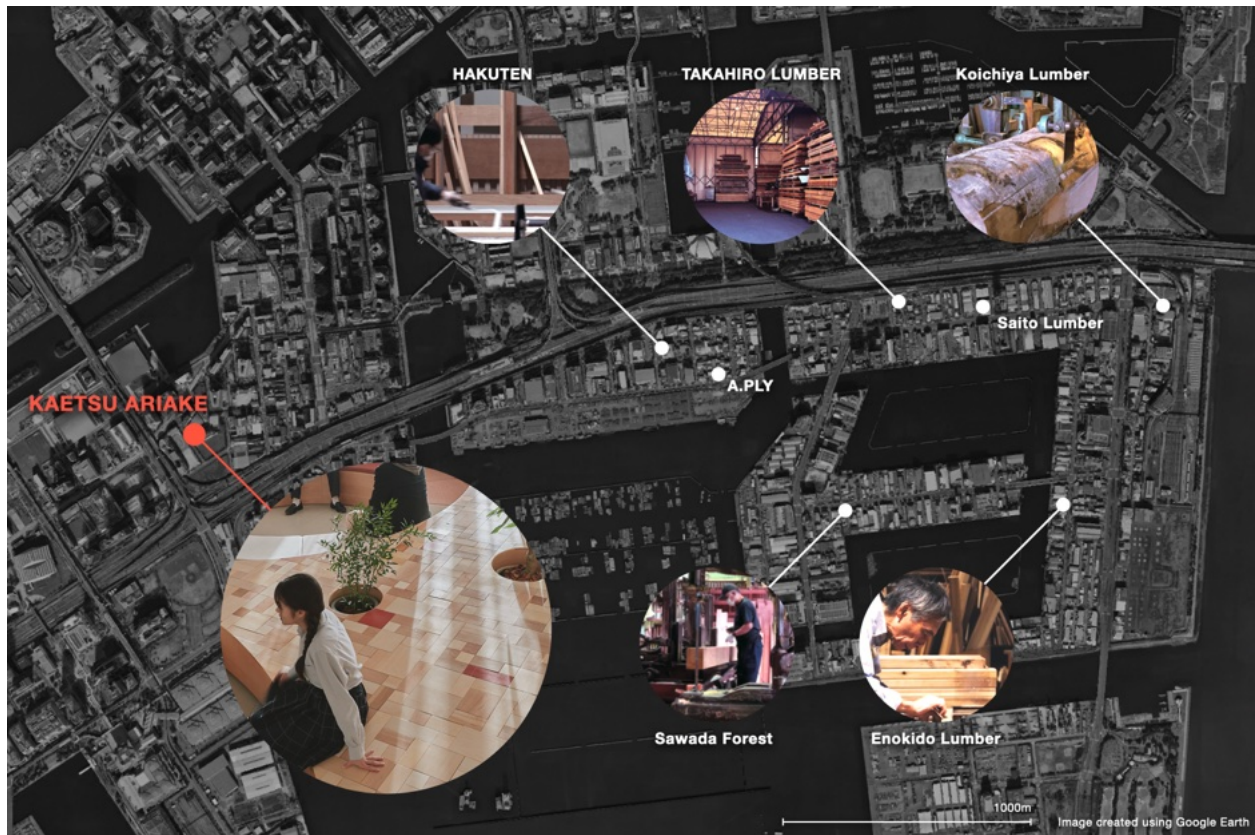 HAKUTEN
TAKAHIRO LUMBER
Koichiya Lumber
Saito Lumber
A.PLY
KAETSU ARIAKE
Sawada Forest
Enokido Lumber
1000m
Image created using Google Earth